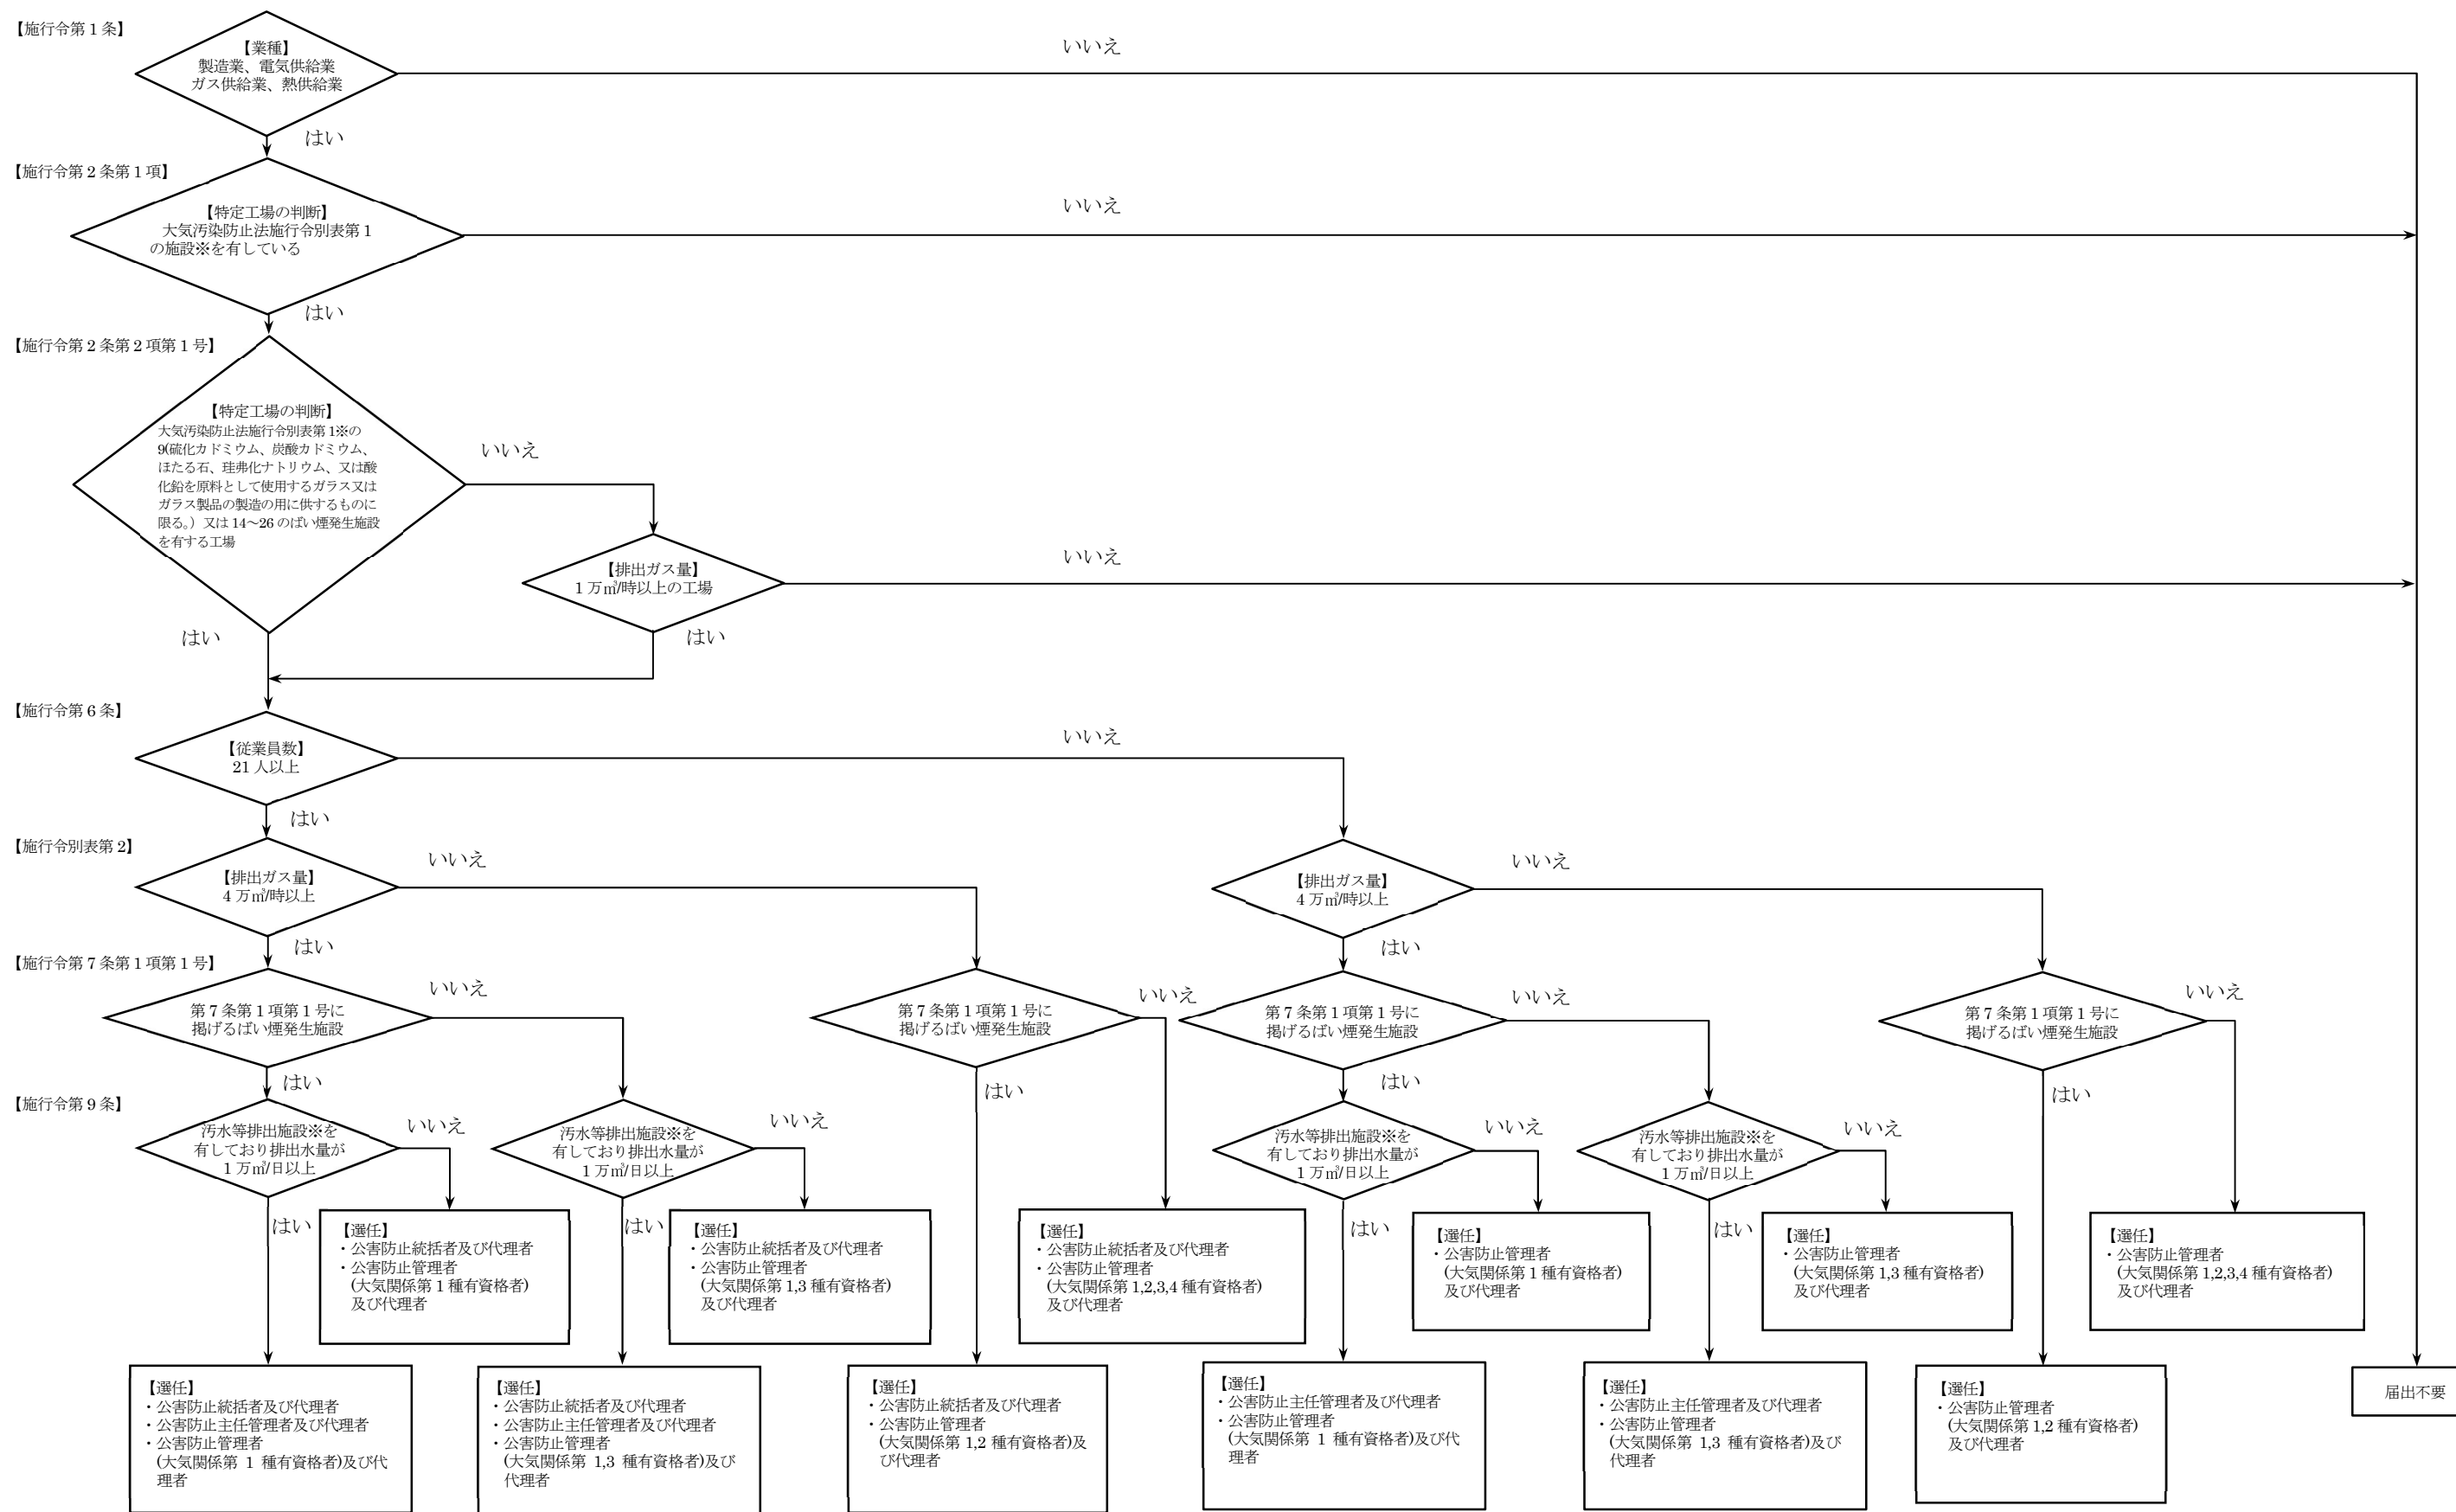 【施行令第１条】
【業種】
製造業、電気供給業
ガス供給業、熱供給業
いいえ
はい
【施行令第２条第１項】
【特定工場の判断】
大気汚染防止法施行令別表第１
の施設※を有している
いいえ
はい
【施行令第２条第２項第１号】
【特定工場の判断】
大気汚染防止法施行令別表第1※の
9(硫化カドミウム、炭酸カドミウム、
ほたる石、珪弗化ナトリウム、又は酸
化鉛を原料として使用するガラス又は
ガラス製品の製造の用に供するものに
限る。）又は14～26のばい煙発生施設
を有する工場
いいえ
はい
【排出ガス量】
1万㎥/時以上の工場
いいえ
はい
【施行令第６条】
【従業員数】
21人以上
いいえ
はい
【施行令別表第2】
【排出ガス量】
4万㎥/時以上
いいえ
はい
【排出ガス量】
4万㎥/時以上
いいえ
はい
【施行令第７条第１項第１号】
第７条第１項第１号に
掲げるばい煙発生施設
いいえ
はい
第７条第１項第１号に
掲げるばい煙発生施設
いいえ
はい
第７条第１項第１号に
掲げるばい煙発生施設
いいえ
はい
第７条第１項第１号に
掲げるばい煙発生施設
いいえ
はい
【施行令第９条】
汚水等排出施設※を
有しており排出水量が
1万㎥/日以上
いいえ
はい
汚水等排出施設※を
有しており排出水量が
1万㎥/日以上
いいえ
はい
汚水等排出施設※を
有しており排出水量が
1万㎥/日以上
いいえ
はい
汚水等排出施設※を
有しており排出水量が
1万㎥/日以上
いいえ
はい
【選任】
・公害防止統括者及び代理者
・公害防止管理者
(大気関係第1種有資格者)
及び代理者
【選任】
・公害防止統括者及び代理者
・公害防止管理者
(大気関係第1,3種有資格者)
及び代理者
【選任】
・公害防止統括者及び代理者
・公害防止管理者
(大気関係第1,2,3,4種有資格者)
及び代理者
【選任】
・公害防止管理者
(大気関係第1種有資格者)
及び代理者
【選任】
・公害防止管理者
(大気関係第1,3種有資格者)
及び代理者
【選任】
・公害防止管理者
(大気関係第1,2,3,4種有資格者)
及び代理者
【選任】
・公害防止統括者及び代理者
・公害防止主任管理者及び代理者
・公害防止管理者
(大気関係第 1 種有資格者)及び代
理者
【選任】
・公害防止統括者及び代理者
・公害防止主任管理者及び代理者
・公害防止管理者
(大気関係第 1,3 種有資格者)及び
代理者
【選任】
・公害防止統括者及び代理者
・公害防止管理者
(大気関係第1,2種有資格者)及
び代理者
【選任】
・公害防止主任管理者及び代理者
・公害防止管理者
(大気関係第 1 種有資格者)及び代
理者
【選任】
・公害防止主任管理者及び代理者
・公害防止管理者
(大気関係第 1,3 種有資格者)及び
代理者
【選任】
・公害防止管理者
(大気関係第1,2種有資格者)
及び代理者
届出不要